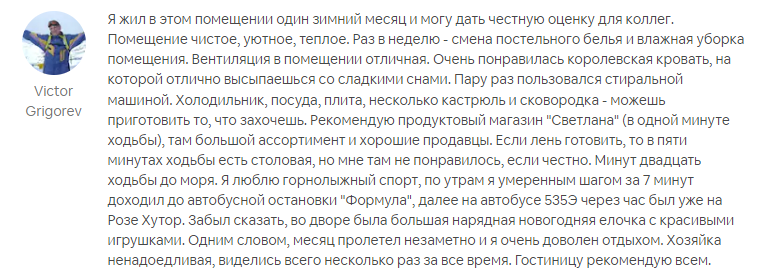 Victor
Grigorev
Я жил в этом помещении один зимний месяц и могу дать честную оценку для коллег.
Помещение чистое, уютное, теплое. Раз в неделю - смена постельного белья и влажная уборка
помещения. Вентиляция в помещении отличная. Очень понравилась королевская кровать, на
которой отлично высыпаешься со сладкими снами. Пару раз пользовался стиральной
машиной. Холодильник, посуда, плита, несколько кастрюль и сковородка - можешь
приготовить то, что захочешь. Рекомендую продуктовый магазин "Светлана" (в одной минуте
ходьбы), там большой ассортимент и хорошие продавцы. Если лень готовить, то в пяти
минутах ходьбы есть столовая, но мне там не понравилось, если честно. Минут двадцать
ходьбы до моря. Я люблю горнолыжный спорт, по утрам я умеренным шагом за 7 минут
доходил до автобусной остановки "Формула", далее на автобусе 535Э через час был уже на
Розе Хутор. Забыл сказать, во дворе была большая нарядная новогодняя елочка с красивыми
игрушками. Одним словом, месяц пролетел незаметно и я очень доволен отдыхом. Хозяйка
ненадоедливая, виделись всего несколько раз за все время. Гостиницу рекомендую всем.